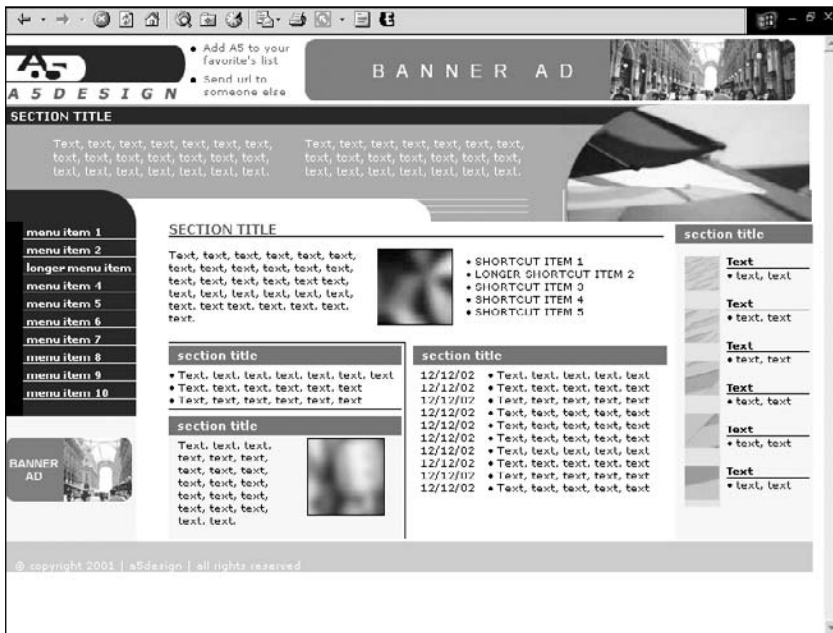 Add A5 to your
favorite's list
Send url to
someone else
A5
A5DESIGN
BANNER AD
SECTION TITLE
Text, text, text, text, text, text, text,
text, text, text, text, text, text, text,
text, text, text, text, text, text, text.
Text, text, text, text, text, text, text,
text, text, text, text, text, text, text,
text, text, text, text, text, text, text.
menu item 1
menu item 2
longer menu item
menu item 4
menu item 5
menu item 6
menu item 7
menu item 8
menu item 9
menu item 10
BANNER
AD
SECTION TITLE
Text, text, text, text, text, text,
text, text, text, text, text, text,
text, text, text, text, text text,
text, text, text, text, text, text,
text. text text. text. text. text.
text.
• SHORTCUT ITEM 1
• LONGER SHORTCUT ITEM 2
• SHORTCUT ITEM 3
• SHORTCUT ITEM 4
• SHORTCUT ITEM 5
section title
• Text, text, text, text, text, text, text
• Text, text, text, text, text, text
• Text, text, text, text, text, text
section title
Text, text, text,
text, text, text,
text, text, text,
text, text, text,
text, text, text,
text, text, text,
text. text.
section title
12/12/02 • Text, text, text, text, text
12/12/02 • Text, text, text, text, text
12/12/02 • Text, text, text, text, text
12/12/02 • Text, text, text, text, text
12/12/02 • Text, text, text, text, text
12/12/02 • Text, text, text, text, text
12/12/02 • Text, text, text, text, text
12/12/02 • Text, text, text, text, text
12/12/02 • Text, text, text, text, text
12/12/02 • Text, text, text, text, text
section title
Text
• text, text
Text
• text, text
Text
• text, text
Text
• text, text
Text
• text, text
Text
• text, text
© copyright 2001 | a5design | all rights reserved